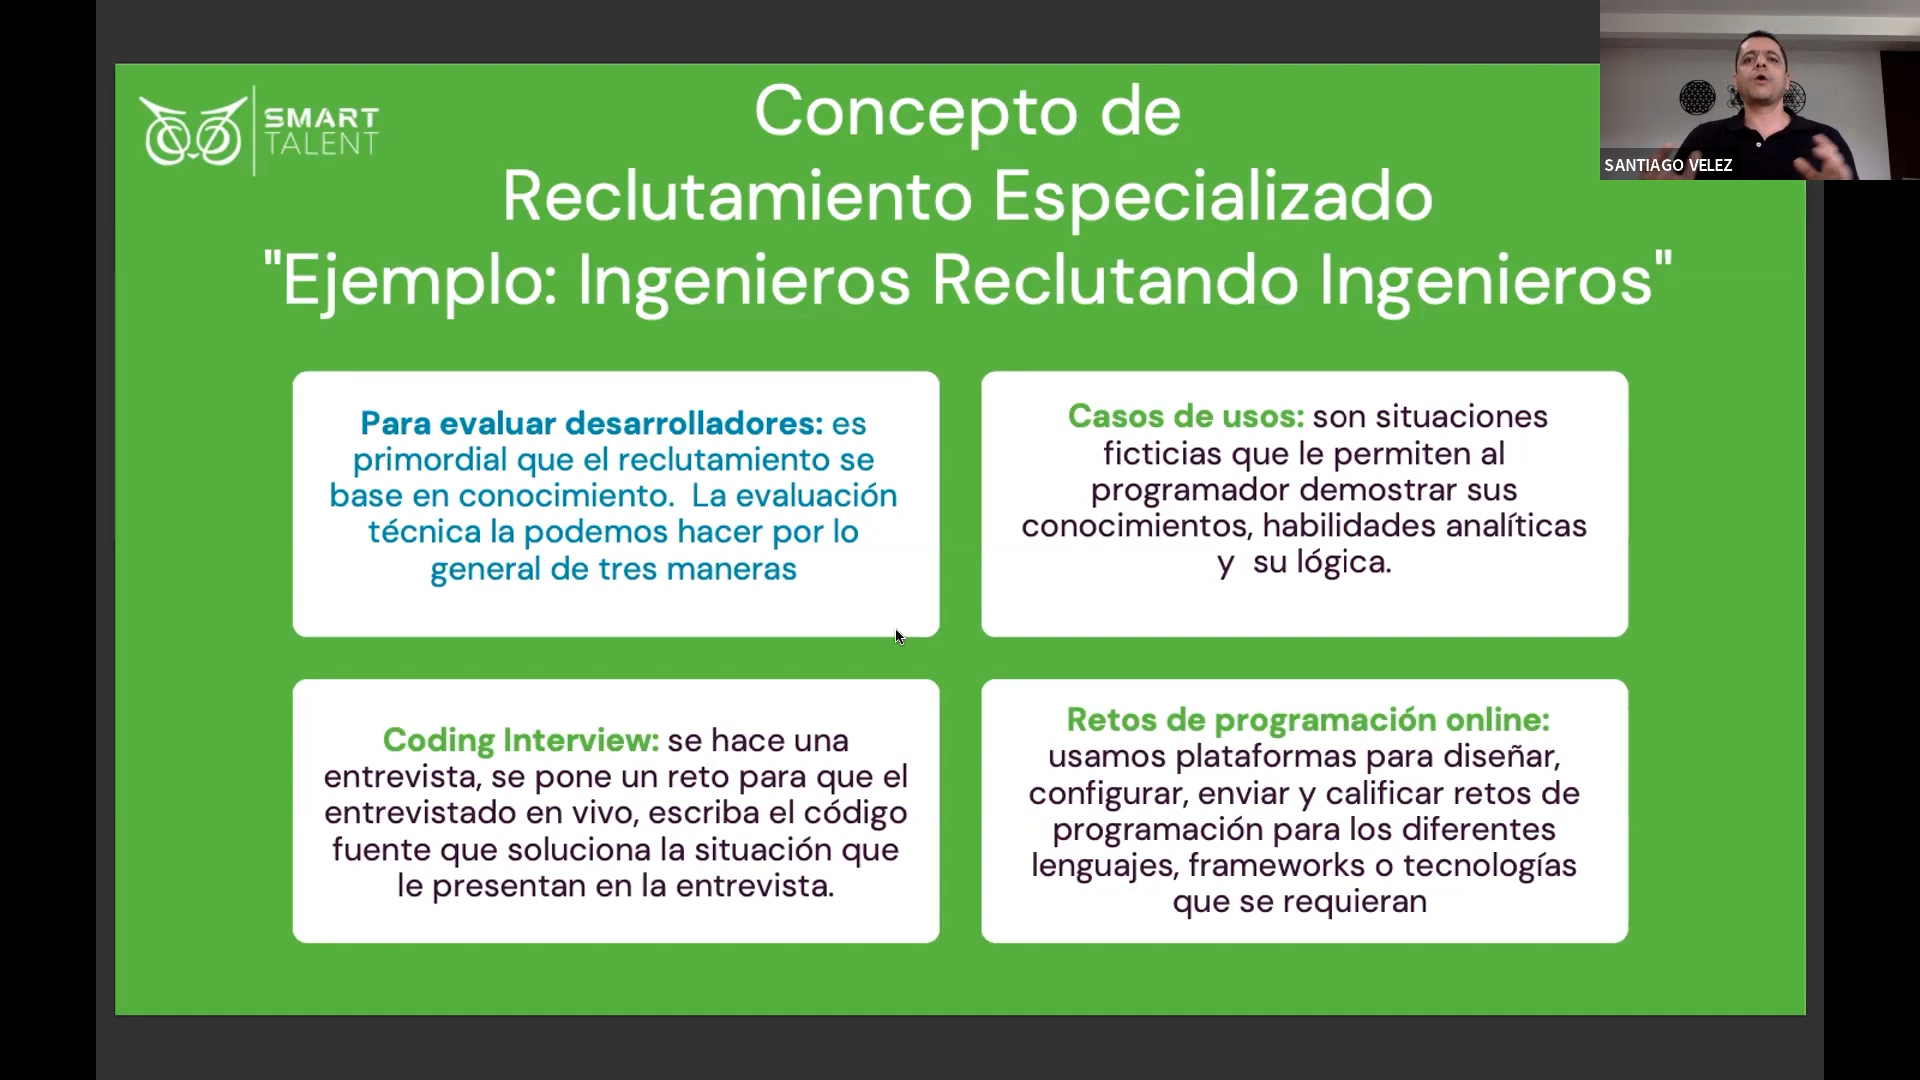 SMART
TALENT
Concepto de
Reclutamiento Especializado
"Ejemplo: Ingenieros Reclutando Ingenieros"
SANTIAGO VELEZ
Para evaluar desarrolladores: es
primordial que el reclutamiento se
base en conocimiento.  La evaluación
técnica la podemos hacer por lo
general de tres maneras
Casos de usos: son situaciones
ficticias que le permiten al
programador demostrar sus
conocimientos, habilidades analíticas
y  su lógica.
Coding Interview: se hace una
entrevista, se pone un reto para que el
entrevistado en vivo, escriba el código
fuente que soluciona la situación que
le presentan en la entrevista.
Retos de programación online:
usamos plataformas para diseñar,
configurar, enviar y calificar retos de
programación para los diferentes
lenguajes, frameworks o tecnologías
que se requieran